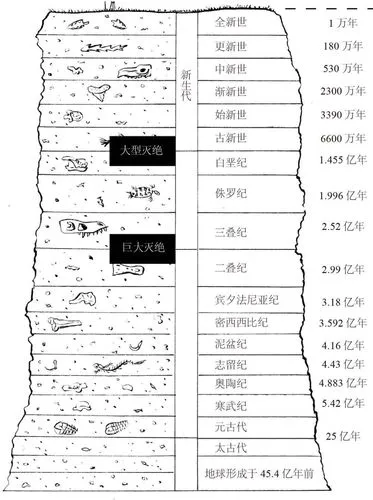 全新世 1 万年
更新世 180 万年
中新世 530 万年
新生代
渐新世 2300 万年
始新世 3390 万年
古新世 6600 万年
大型灭绝
白垩纪 1.455 亿年
侏罗纪 1.996 亿年
三叠纪 2.52 亿年
巨大灭绝
二叠纪 2.99 亿年
宾夕法尼亚纪 3.18 亿年
密西西比纪 3.592 亿年
泥盆纪 4.16 亿年
志留纪 4.43 亿年
奥陶纪 4.883 亿年
寒武纪 5.42 亿年
元古代
25 亿年
太古代
地球形成于 45.4 亿年前